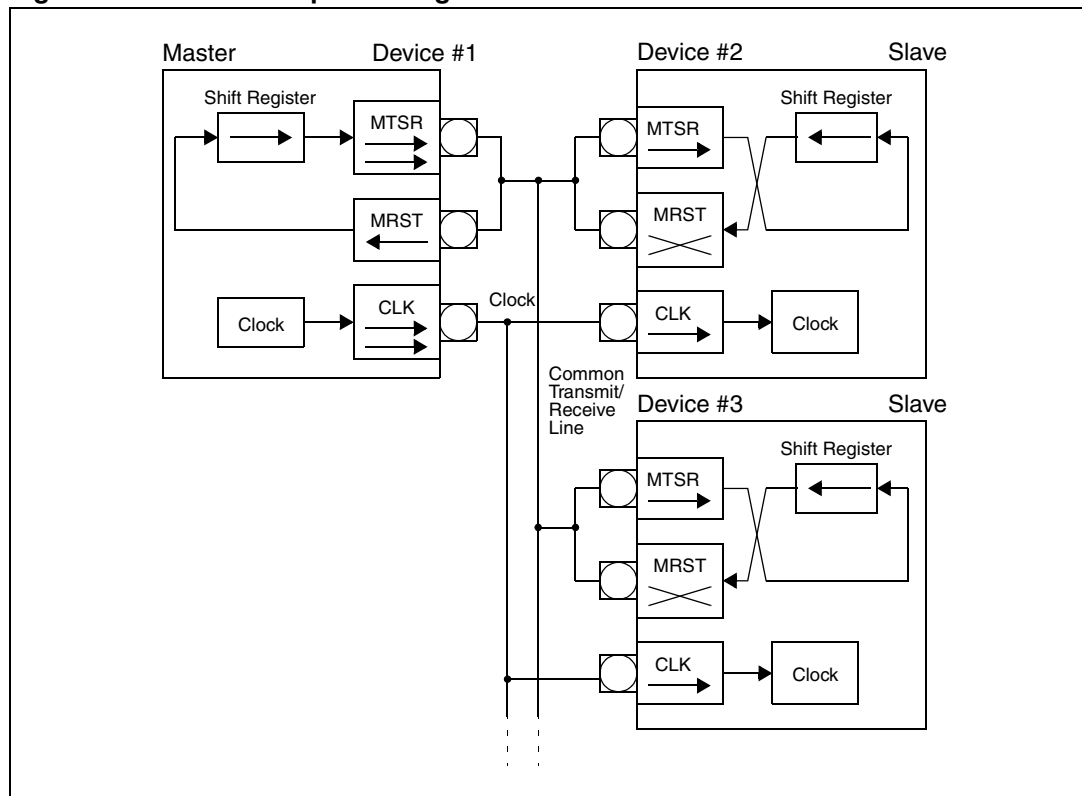 Master Device #1
Shift Register
MTSR
MRST
Clock
CLK
Clock
Common
Transmit/
Receive
Line
Device #2 Slave
Shift Register
MTSR
MRST
CLK
Clock
Device #3 Slave
Shift Register
MTSR
MRST
CLK
Clock